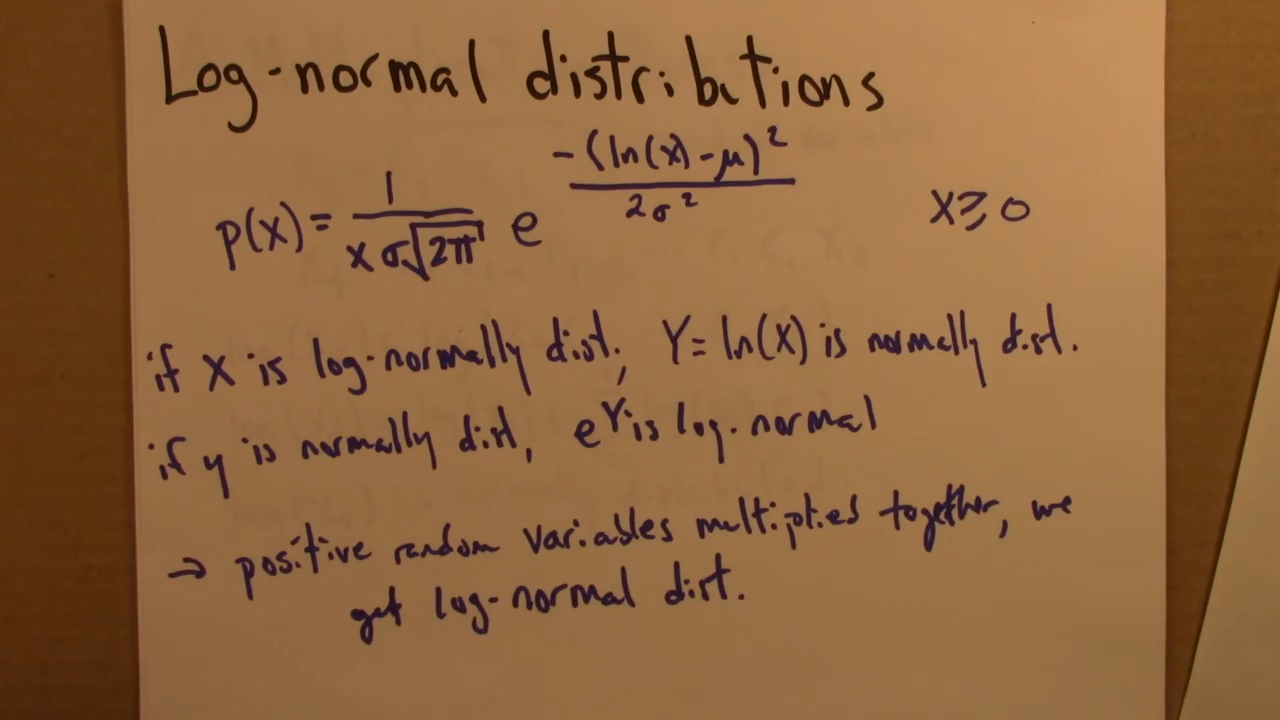 Log-normal distributions
p(x) = 1/(x σ√(2π)) e^(-(ln(x) - μ)²/(2σ²)) x ≥ 0
if X is log-normally dist., Y = ln(X) is normally dist.
if y is normally dist, e^Y is log-normal
→ positive random variables multiplied together, we
get log-normal dist.